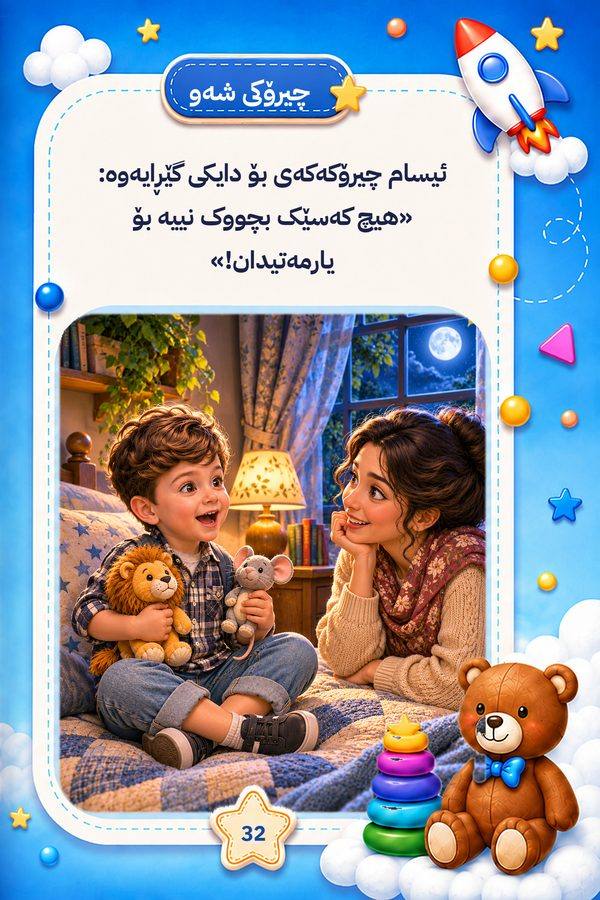 چیرۆکی شەو
ئیسام چیرۆکەکەی بۆ دایکی گێڕایەوە:
«هیچ کەسێک بچووک نییە بۆ
یارمەتیدان!»
32